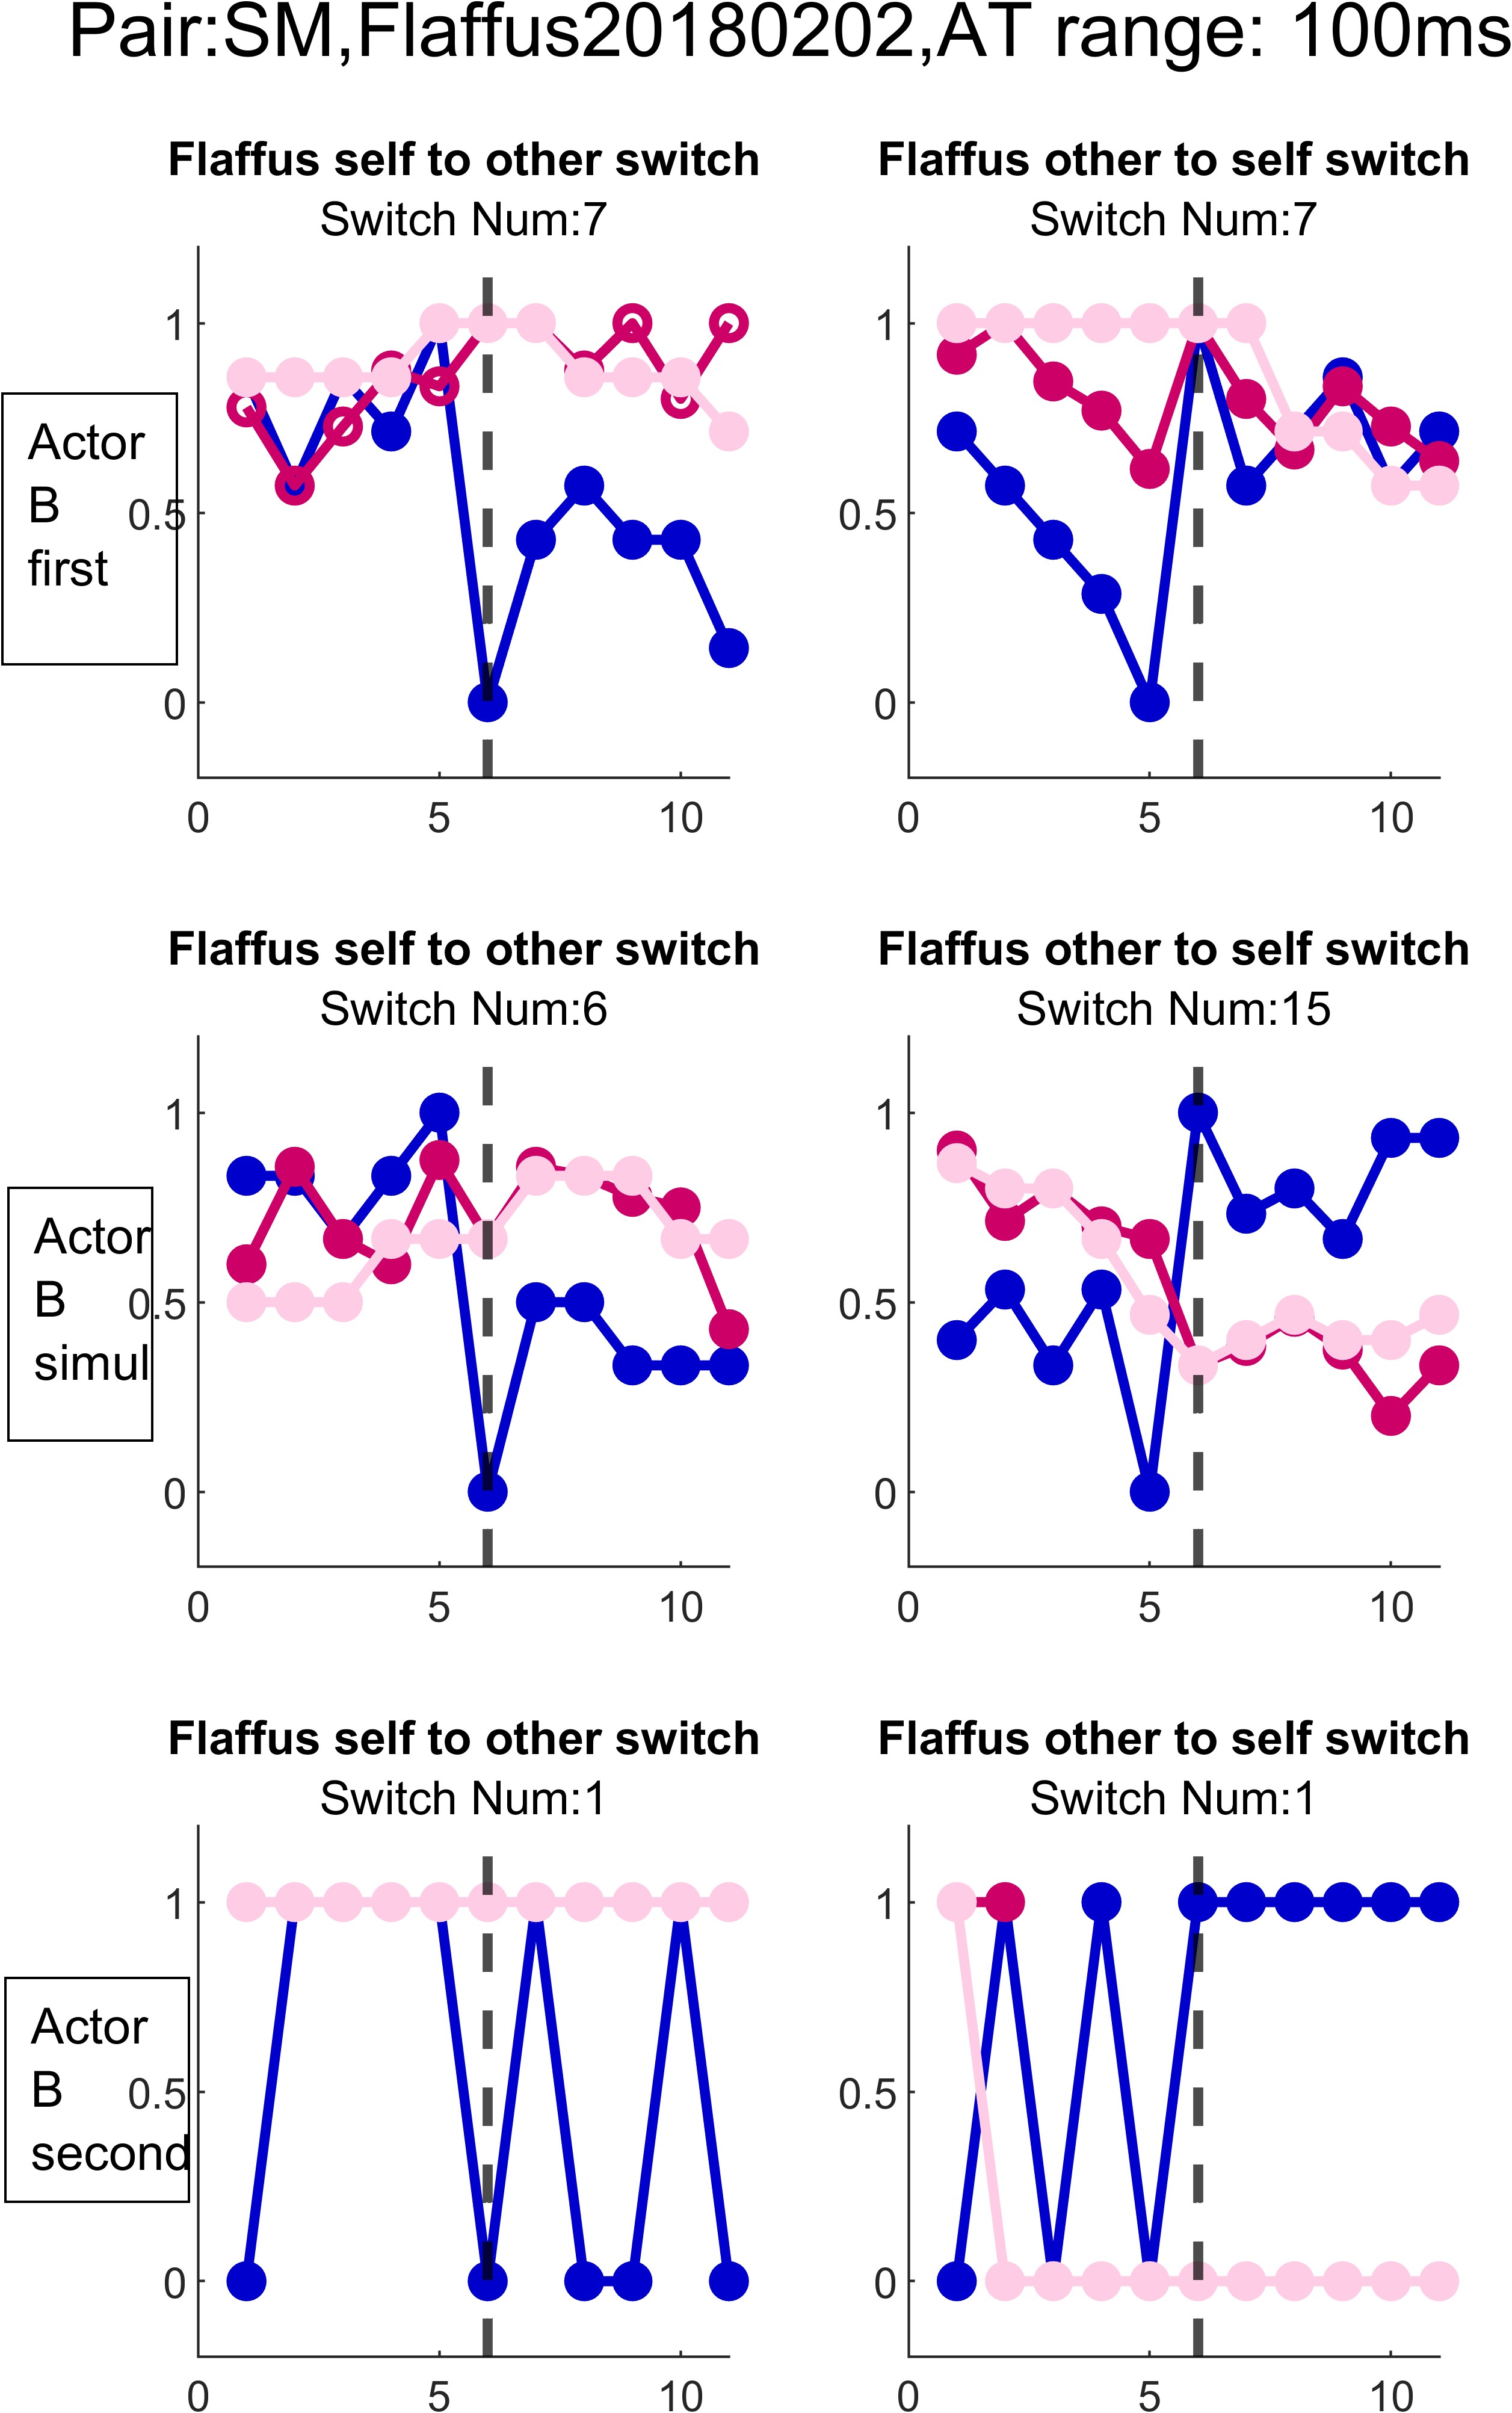 Pair:SM,Flaffus20180202,AT range: 100ms
Flaffus self to other switch
Switch Num:7
1
0.5
0
0
5
10
Flaffus other to self switch
Switch Num:7
1
0.5
0
0
5
10
Actor
B
first
Flaffus self to other switch
Switch Num:6
1
0.5
0
0
5
10
Flaffus other to self switch
Switch Num:15
1
0.5
0
0
5
10
Actor
B
simul
Flaffus self to other switch
Switch Num:1
1
0.5
0
0
5
10
Flaffus other to self switch
Switch Num:1
1
0.5
0
0
5
10
Actor
B
second